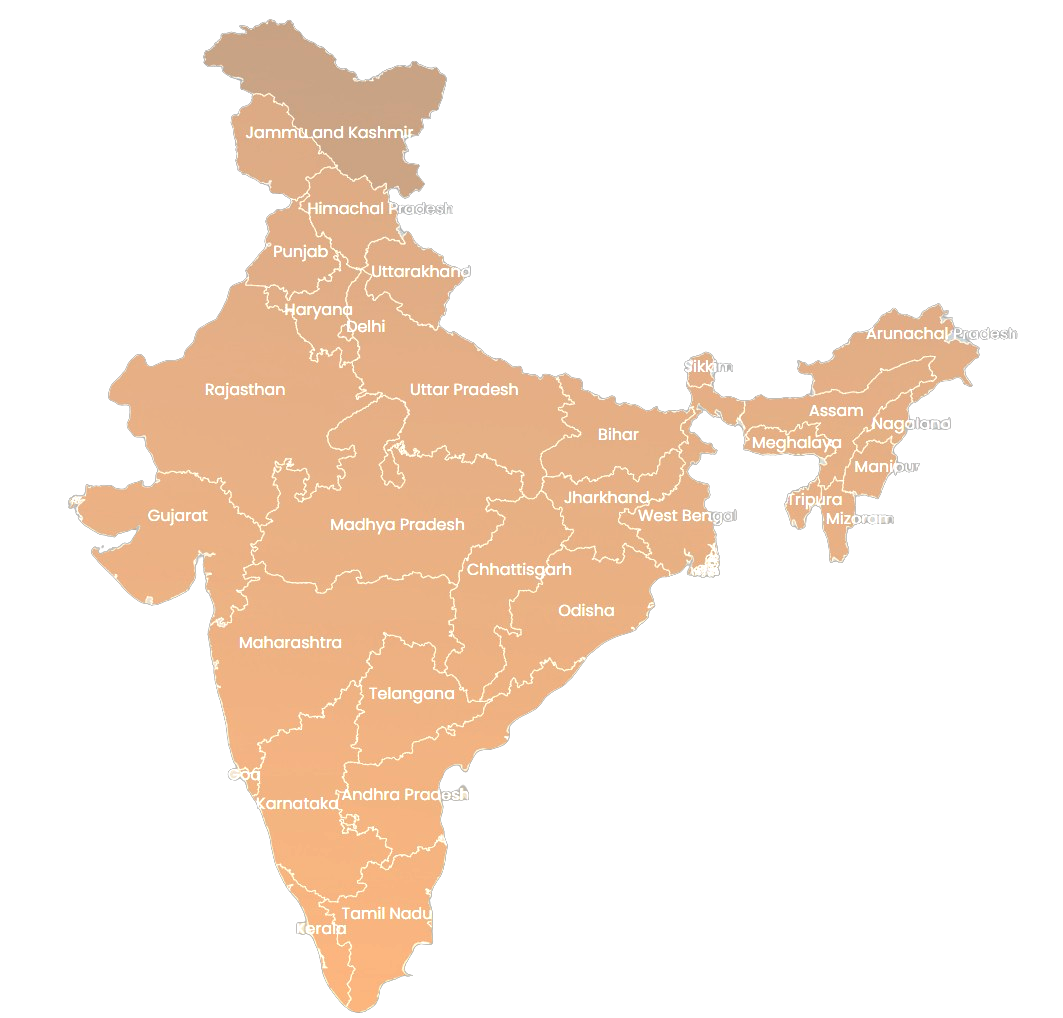 Jammu and Kashmir
Himachal Pradesh
Punjab
Uttarakhand
Haryana
Delhi
Arunachal Pradesh
Sikkim
Rajasthan
Uttar Pradesh
Assam
Nagaland
Bihar
Meghalaya
Manipur
Jharkhand
Tripura
Gujarat
West Bengal
Mizoram
Madhya Pradesh
Chhattisgarh
Odisha
Maharashtra
Telangana
Goa
Andhra Pradesh
Karnataka
Tamil Nadu
Kerala